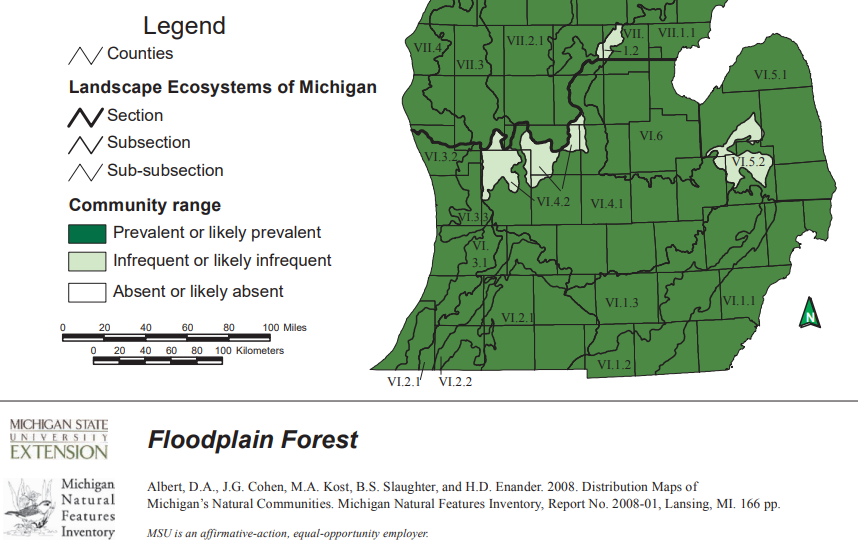 Legend
Counties
Landscape Ecosystems of Michigan
Section
Subsection
Sub-subsection
Community range
Prevalent or likely prevalent
Infrequent or likely infrequent
Absent or likely absent
0 20 40 60 80 100 Miles
0 20 40 60 80 100 Kilometers
VII.4
VII.3
VII.2.1
VII.
1.2
VII.1.1
VI.5.1
VI.6
VI.3.2
VI.5.2
VI.4.2
VI.4.1
VI.3.3
VI.
3.1
VI.1.3
VI.1.1
VI.2.1
VI.1.2
VI.2.1
VI.2.2
N
MICHIGAN STATE
UNIVERSITY
EXTENSION
Michigan
Natural
Features
Inventory
Floodplain Forest
Albert, D.A., J.G. Cohen, M.A. Kost, B.S. Slaughter, and H.D. Enander. 2008. Distribution Maps of
Michigan's Natural Communities. Michigan Natural Features Inventory, Report No. 2008-01, Lansing, MI. 166 pp.
MSU is an affirmative-action, equal-opportunity employer.